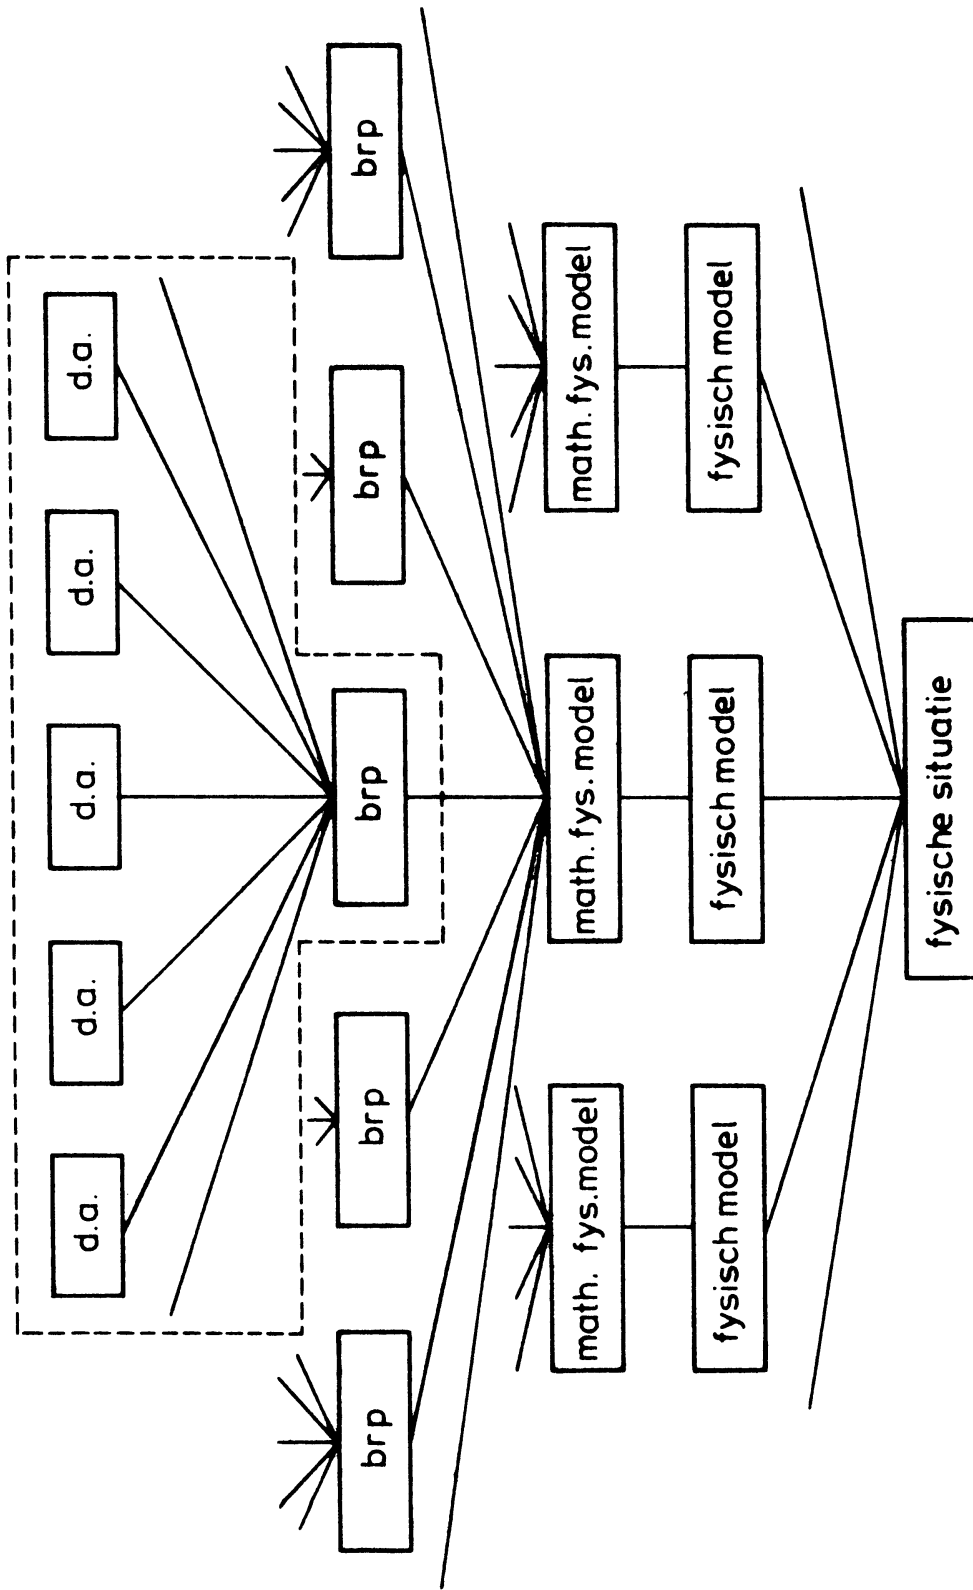 d.a.
d.a.
d.a.
d.a.
d.a.
brp
brp
brp
brp
brp
math. fys.model
math.fys.model
math.fys.model
fysisch model
fysisch model
fysisch model
fysische situatie